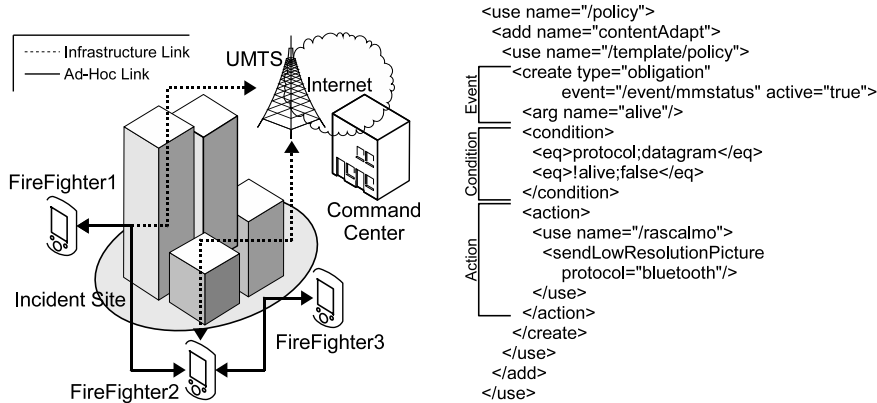 Infrastructure Link
Ad-Hoc Link
UMTS
Internet
FireFighter1
Command
Center
Incident Site
FireFighter3
FireFighter2
<use name="/policy">
<add name="contentAdapt">
<use name="/template/policy">
Event
<create type="obligation"
event="/event/mmstatus" active="true">
<arg name="alive"/>
Condition
<condition>
<eq>protocol;datagram</eq>
<eq>!alive;false</eq>
</condition>
Action
<action>
<use name="/rascalmo">
<sendLowResolutionPicture
protocol="bluetooth"/>
</use>
</action>
</create>
</use>
</add>
</use>